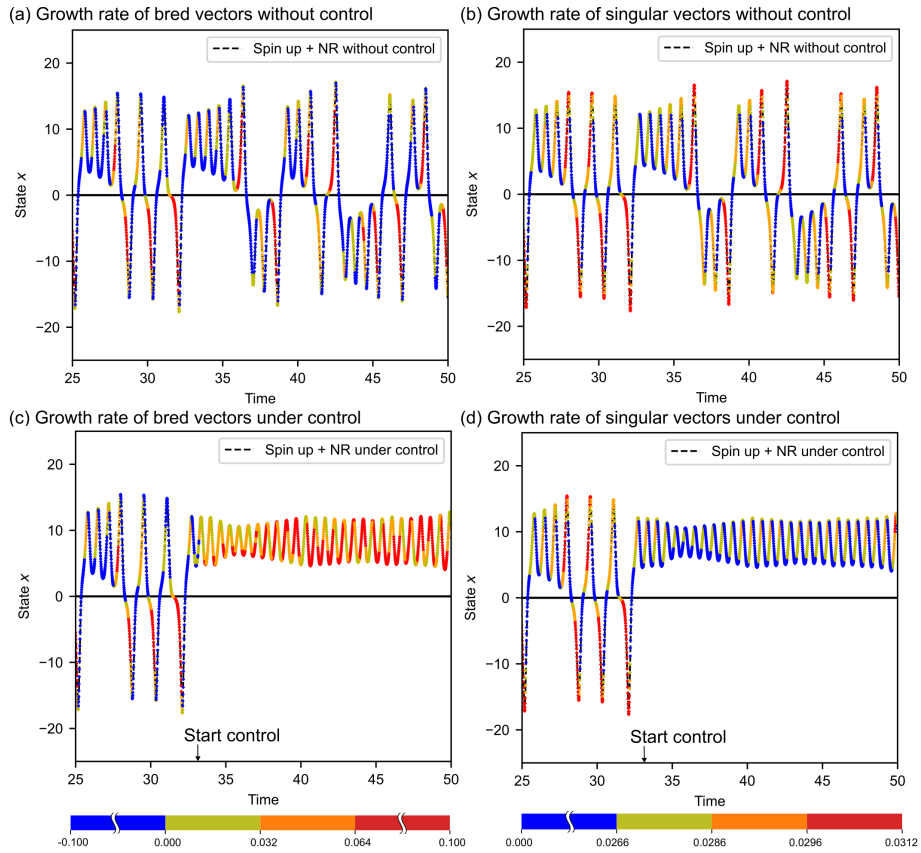 (a) Growth rate of bred vectors without control
(b) Growth rate of singular vectors without control
Spin up + NR without control
Spin up + NR without control
20
10
0
−10
−20
State x
20
10
0
−10
−20
State x
25 30 35 40 45 50
Time
25 30 35 40 45 50
Time
(c) Growth rate of bred vectors under control
(d) Growth rate of singular vectors under control
Spin up + NR under control
Spin up + NR under control
20
10
0
−10
−20
State x
20
10
0
−10
−20
State x
Start control
Start control
25 30 35 40 45 50
Time
25 30 35 40 45 50
Time
-0.100 0.000 0.032 0.064 0.100
0.000 0.0266 0.0286 0.0296 0.0312